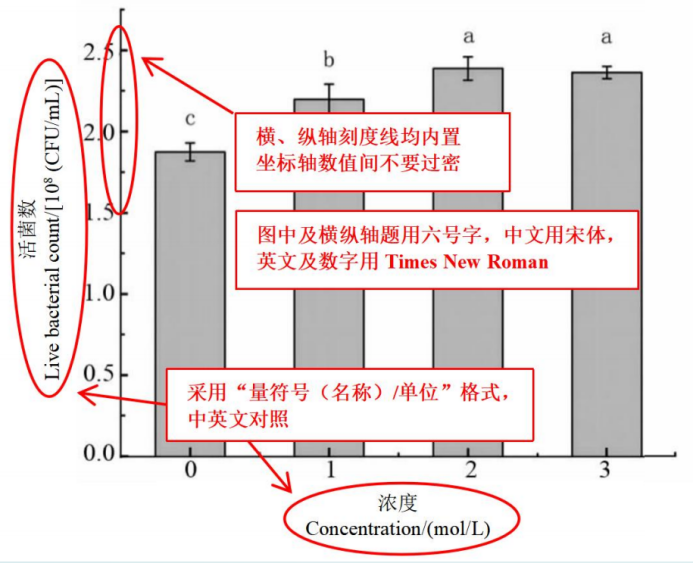 活菌数
Live bacterial count/[10⁸ (CFU/mL)]
2.5
2.0
1.5
1.0
0.5
0.0
c
b
a
a
横、纵轴刻度线均内置
坐标轴数值间不要过密
图中及横纵轴题用六号字，中文用宋体，
英文及数字用 Times New Roman
采用“量符号（名称）/单位”格式，
中英文对照
0 1 2 3
浓度
Concentration/(mol/L)